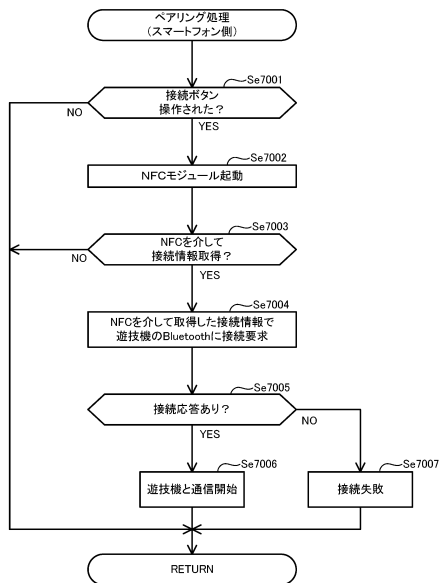 ペアリング処理
(スマートフォン側)
Se7001
接続ボタン
操作された?
NO
YES
Se7002
NFCモジュール起動
Se7003
NFCを介して
接続情報取得?
NO
YES
Se7004
NFCを介して取得した接続情報で
遊技機のBluetoothに接続要求
Se7005
接続応答あり?
NO
YES
Se7006
遊技機と通信開始
Se7007
接続失敗
RETURN